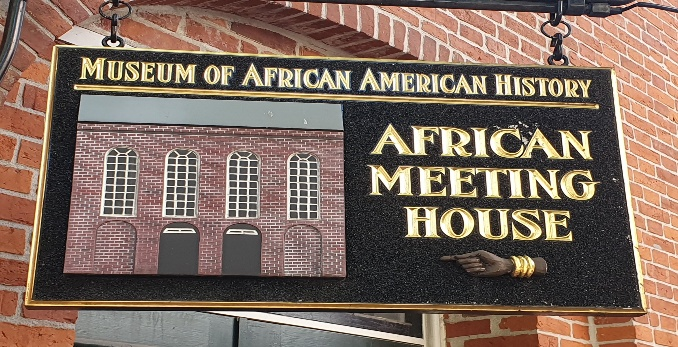 MUSEUM OF AFRICAN AMERICAN HISTORY
AFRICAN
MEETING
HOUSE